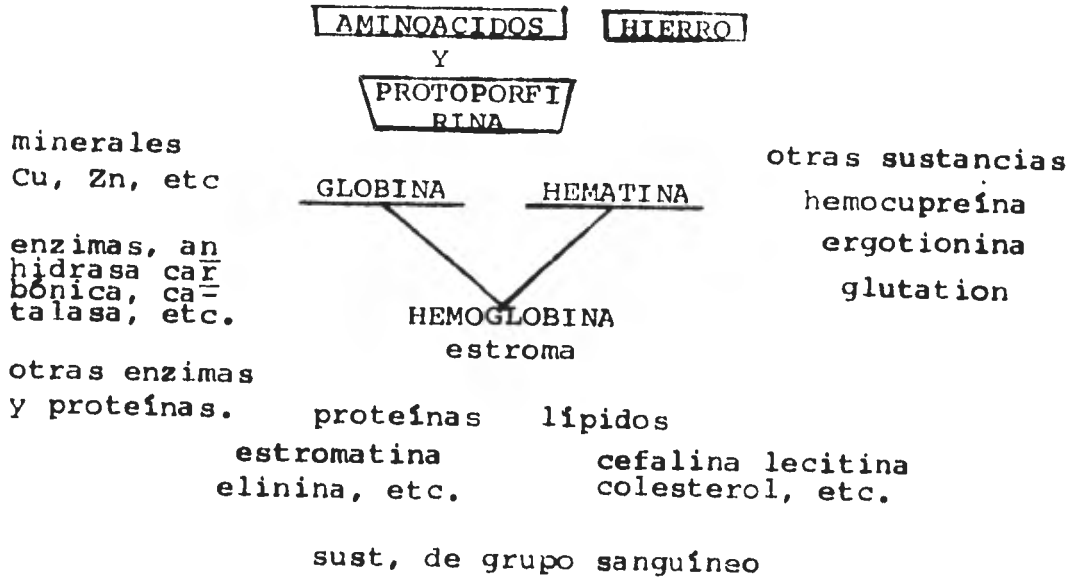 AMINOACIDOS HIERRO
Y
PROTOPORFI
RINA
minerales
Cu, Zn, etc
otras sustancias
hemocupreína
ergotionina
glutation
GLOBINA HEMATINA
enzimas, an
hidrasa car
bónica, ca-
talasa, etc.
HEMOGLOBINA
estroma
otras enzimas
y proteínas.
proteínas lípidos
estromatina
elinina, etc.
cefalina lecitina
colesterol, etc.
sust, de grupo sanguíneo